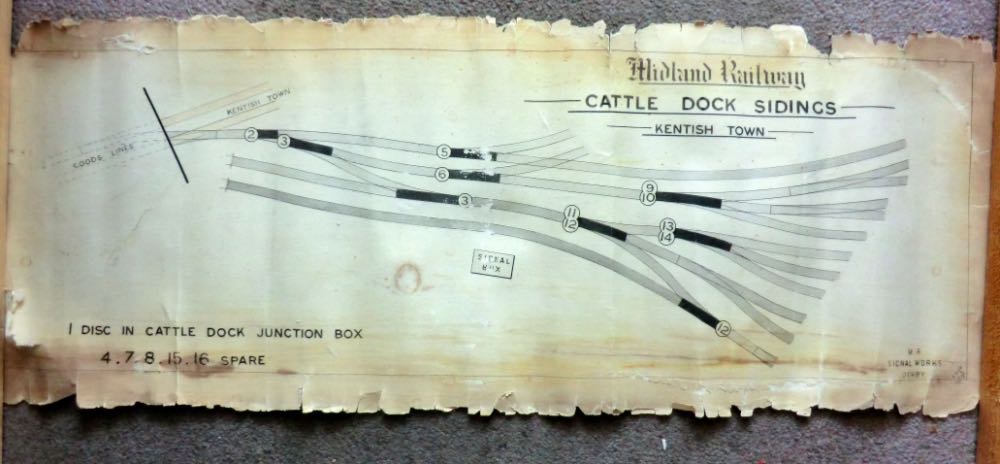 Midland Railway
CATTLE DOCK SIDINGS
KENTISH TOWN
KENTISH TOWN
GOODS LINES
2
3
5
6
3
9
10
11
12
13
14
12
SIGNAL
BOX
1 DISC IN CATTLE DOCK JUNCTION BOX
4. 7. 8. 15. 16 SPARE
M.R.
SIGNAL WORKS
DERBY